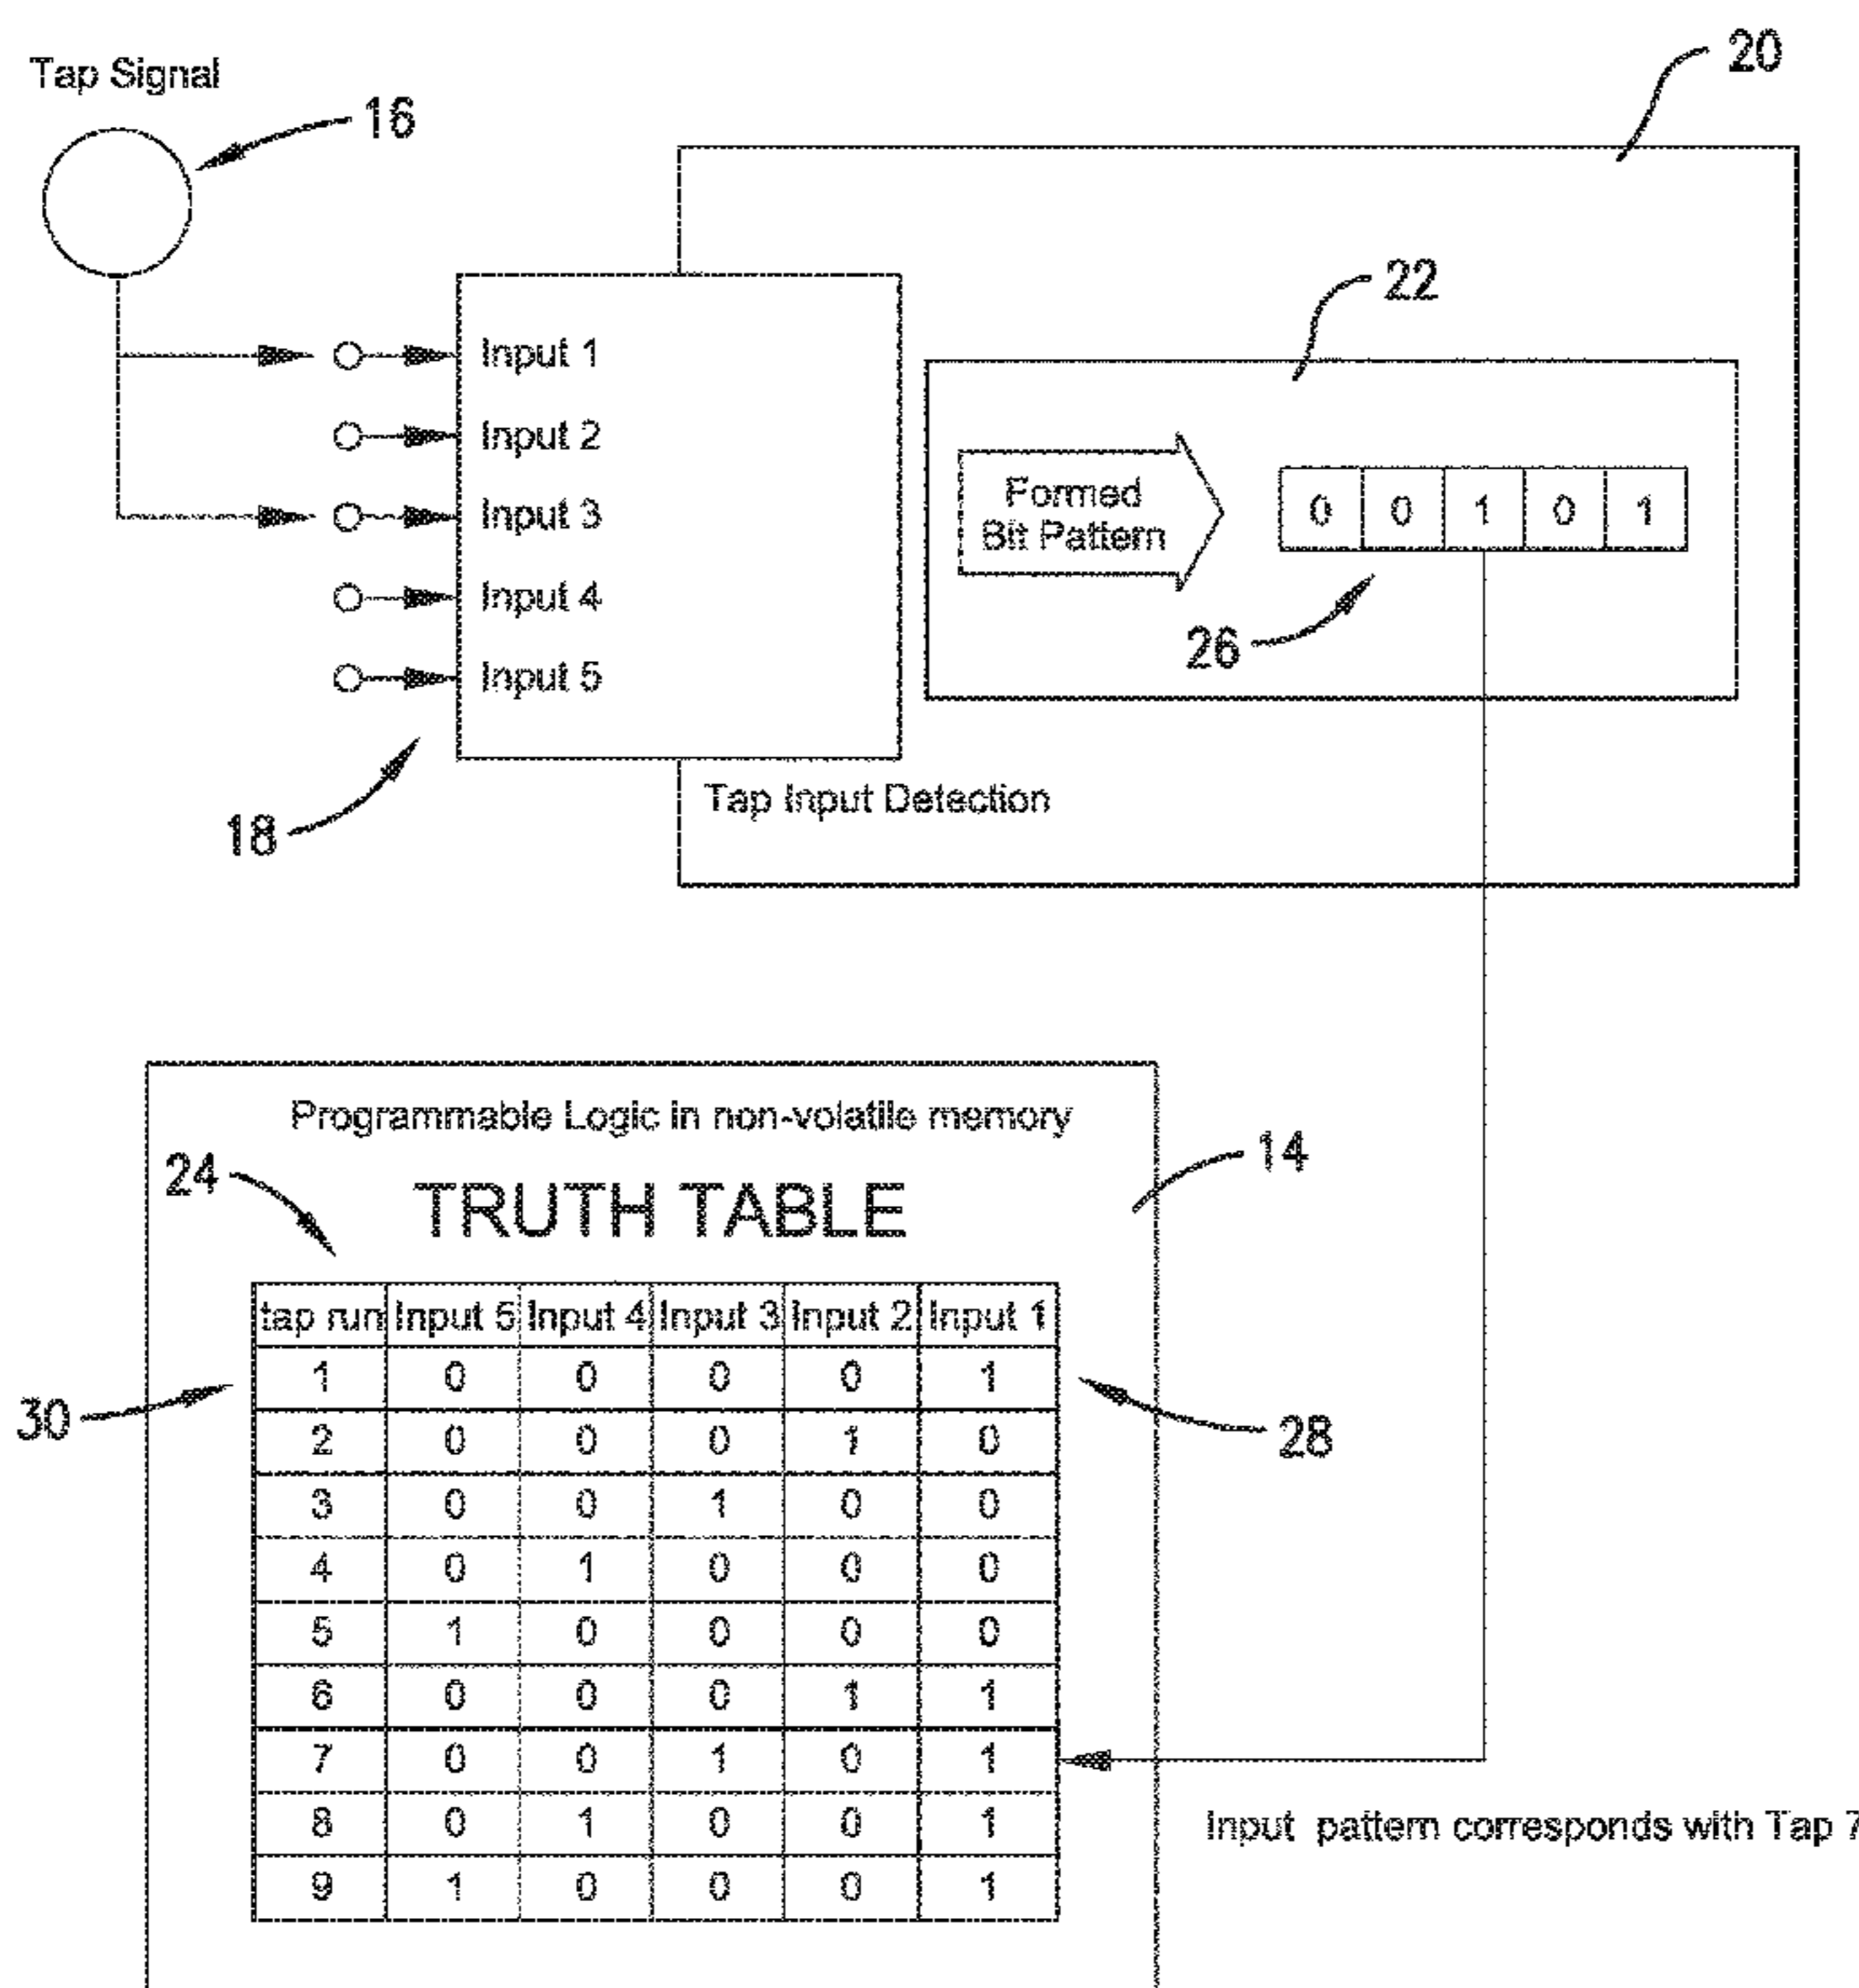 Tap Signal
16
20
22
Input 1
Input 2
Input 3
Input 4
Input 5
Formed
Bit Pattern
0 0 1 0 1
26
18
Tap Input Detection
Programmable Logic in non-volatile memory
24
14
TRUTH TABLE
tap run Input 5 Input 4 Input 3 Input 2 Input 1
1 0 0 0 0 1
30
28
2 0 0 0 1 0
3 0 0 1 0 0
4 0 1 0 0 0
5 1 0 0 0 0
6 0 0 0 1 1
7 0 0 1 0 1
8 0 1 0 0 1
9 1 0 0 0 1
Input pattern corresponds with Tap 7